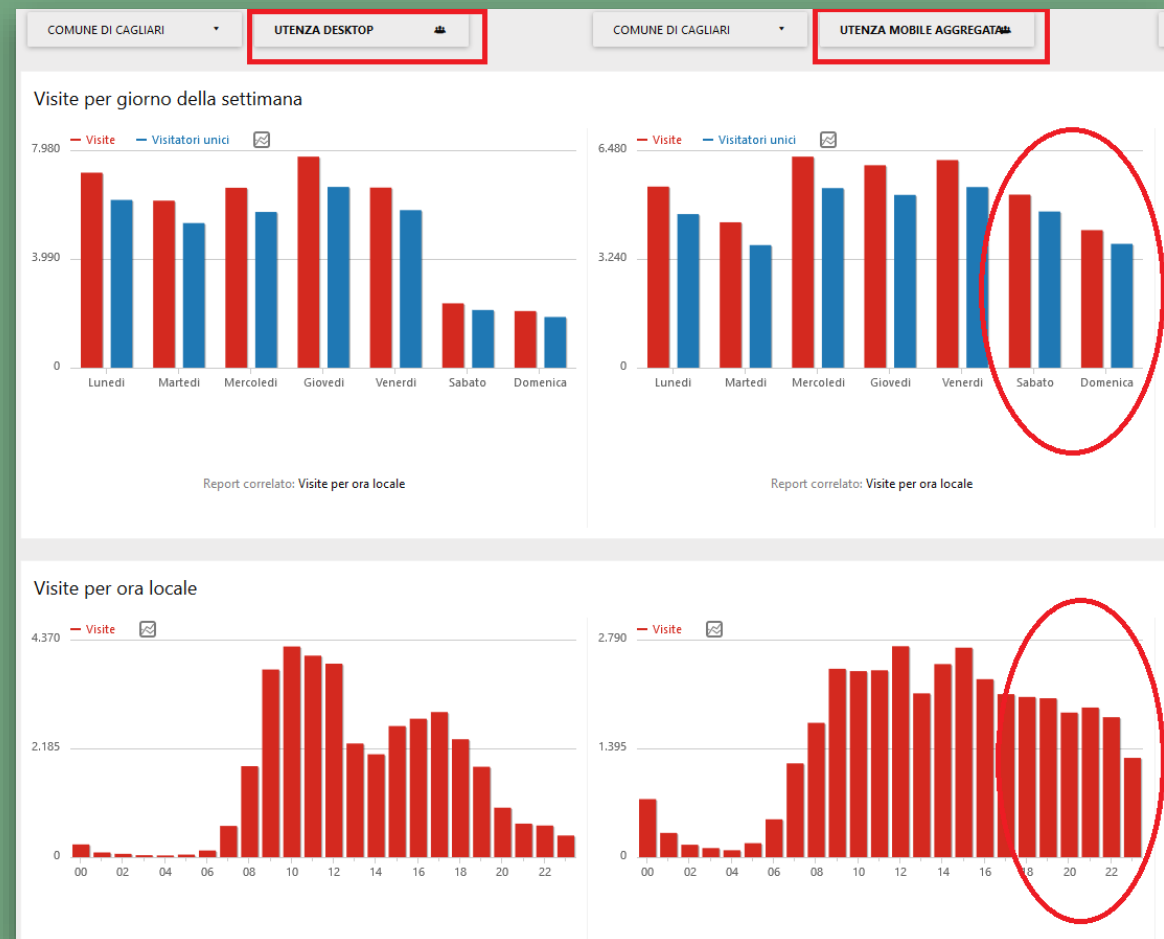 COMUNE DI CAGLIARI
UTENZA DESKTOP
COMUNE DI CAGLIARI
UTENZA MOBILE AGGREGATA
Visite per giorno della settimana
Visite Visitatori unici
7.980
3.990
0
Lunedì Martedì Mercoledì Giovedì Venerdì Sabato Domenica
Report correlato: Visite per ora locale
Visite Visitatori unici
6.480
3.240
0
Lunedì Martedì Mercoledì Giovedì Venerdì Sabato Domenica
Report correlato: Visite per ora locale
Visite per ora locale
Visite
4.370
2.185
0
00 02 04 06 08 10 12 14 16 18 20 22
Visite
2.790
1.395
0
00 02 04 06 08 10 12 14 16 18 20 22